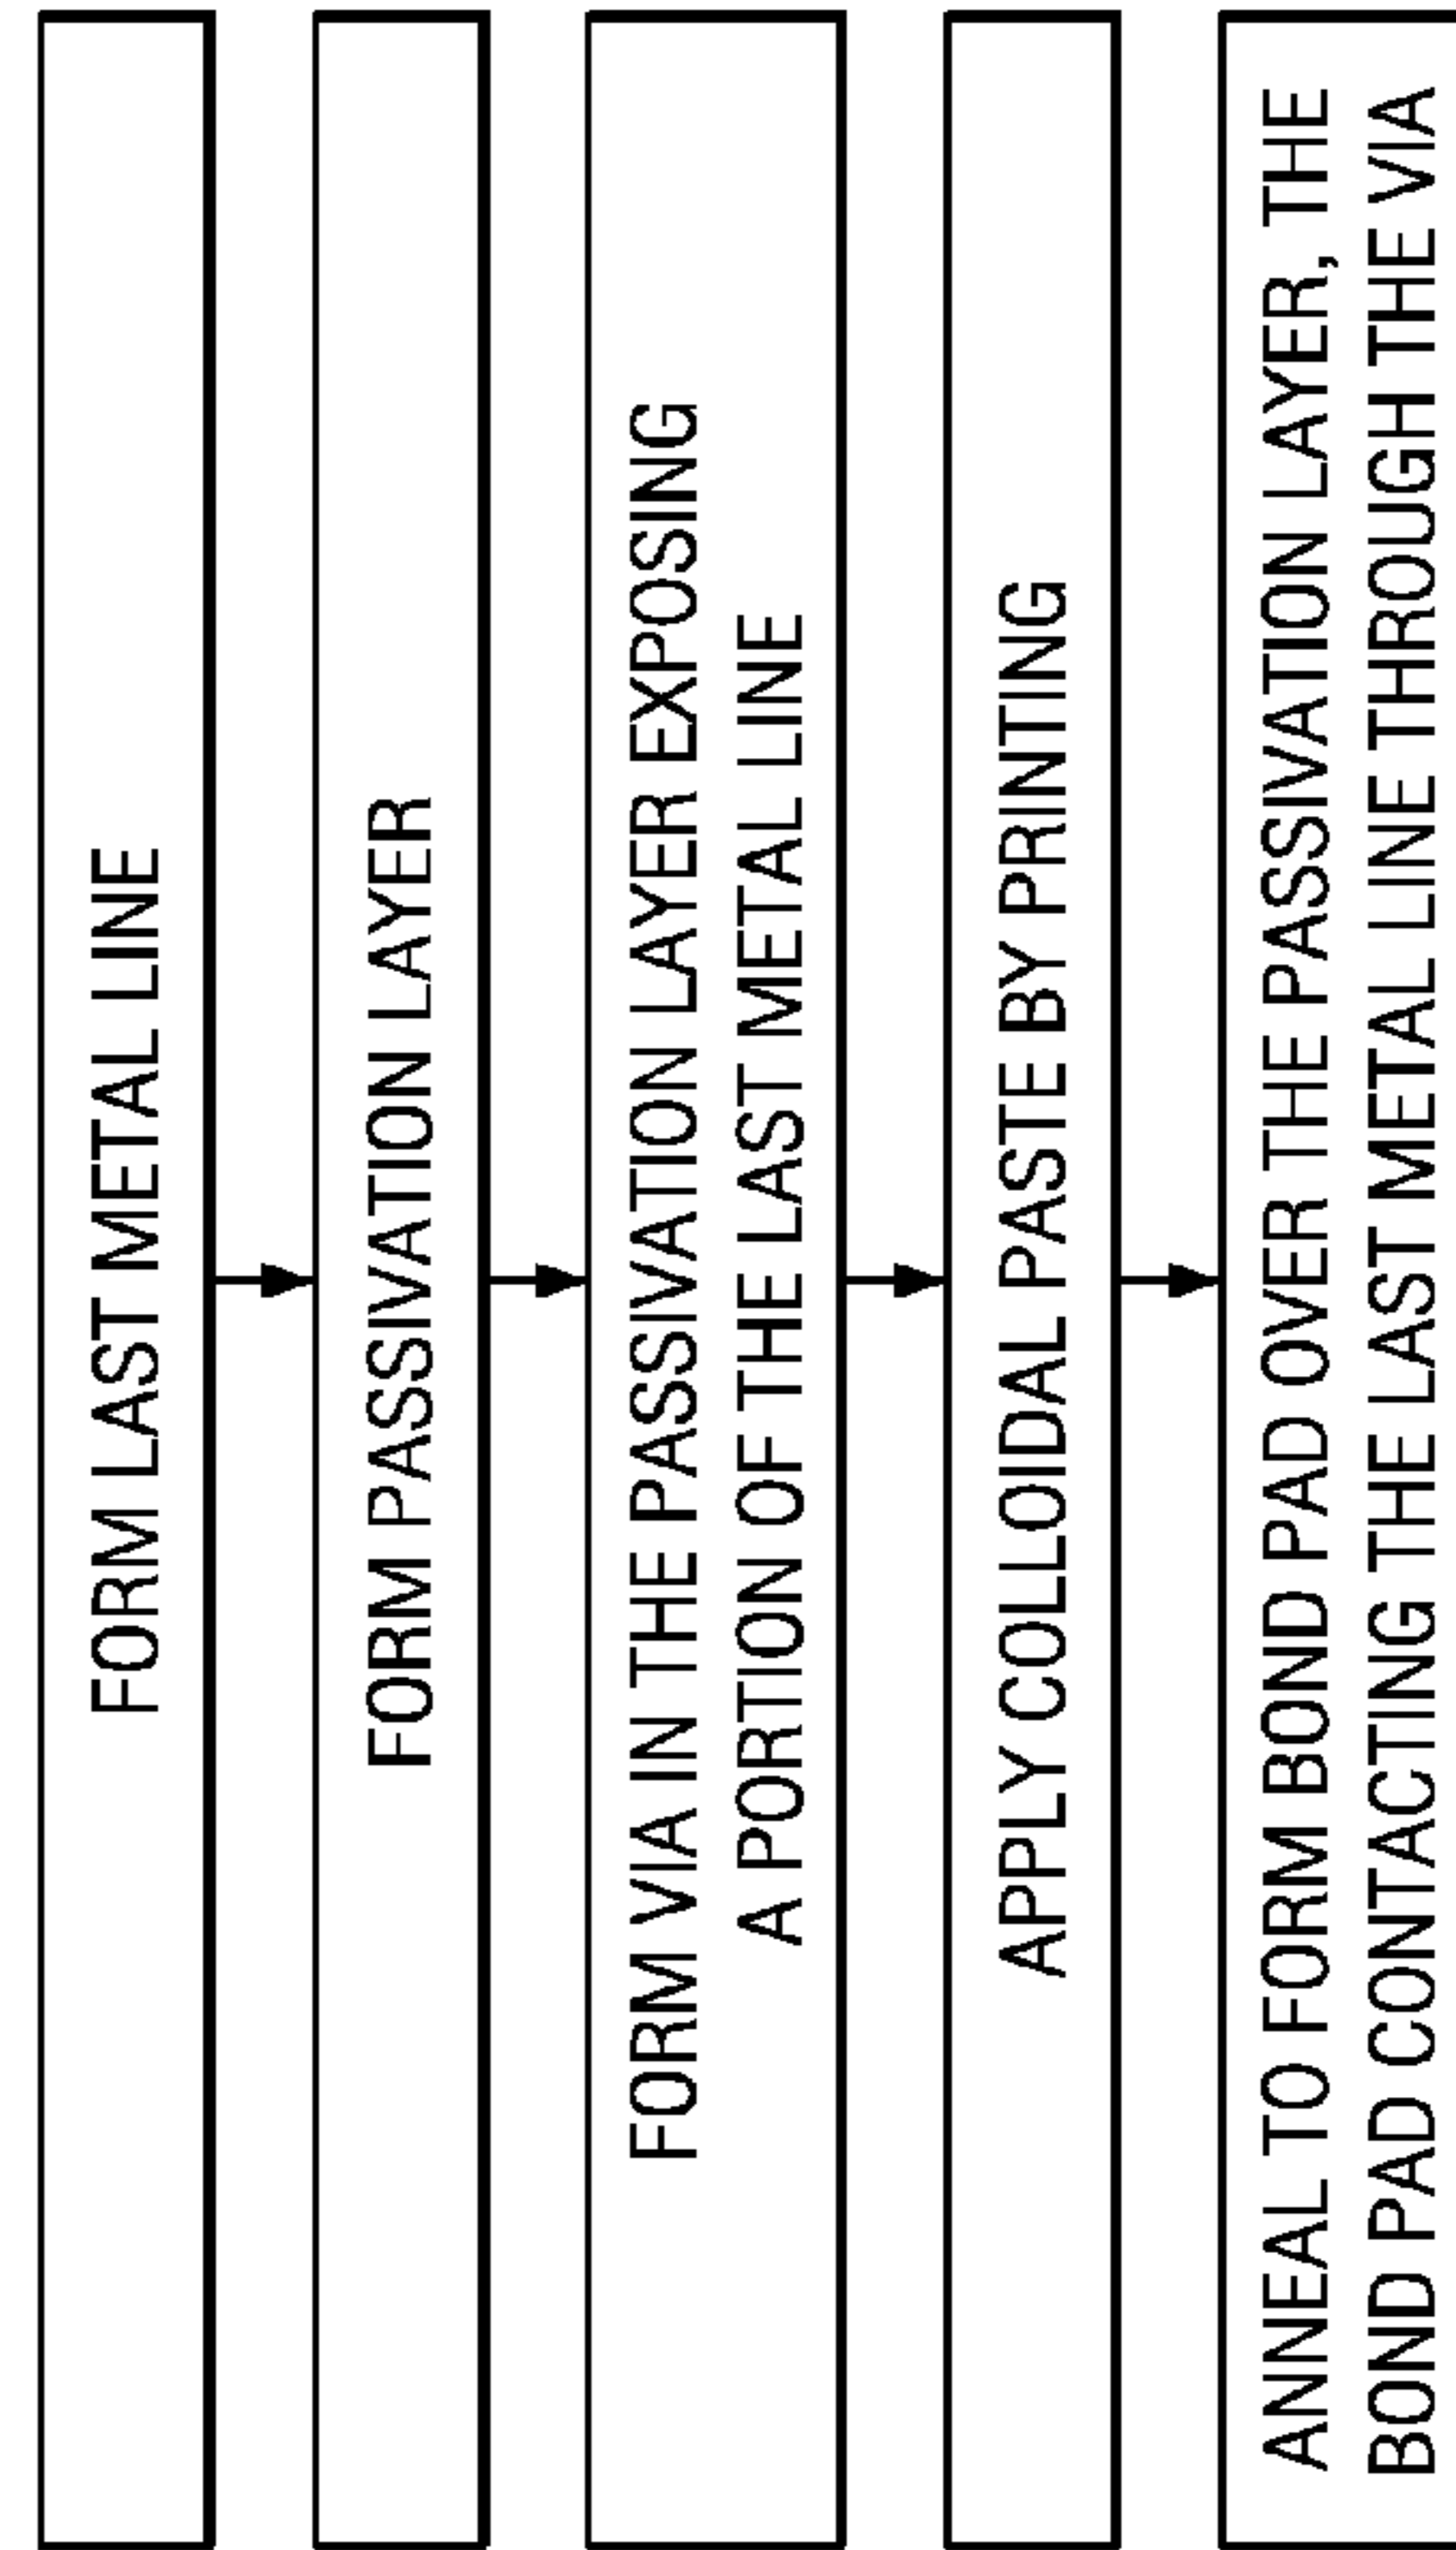 FORM LAST METAL LINE
FORM PASSIVATION LAYER
FORM VIA IN THE PASSIVATION LAYER EXPOSING
A PORTION OF THE LAST METAL LINE
APPLY COLLOIDAL PASTE BY PRINTING
ANNEAL TO FORM BOND PAD OVER THE PASSIVATION LAYER, THE
BOND PAD CONTACTING THE LAST METAL LINE THROUGH THE VIA